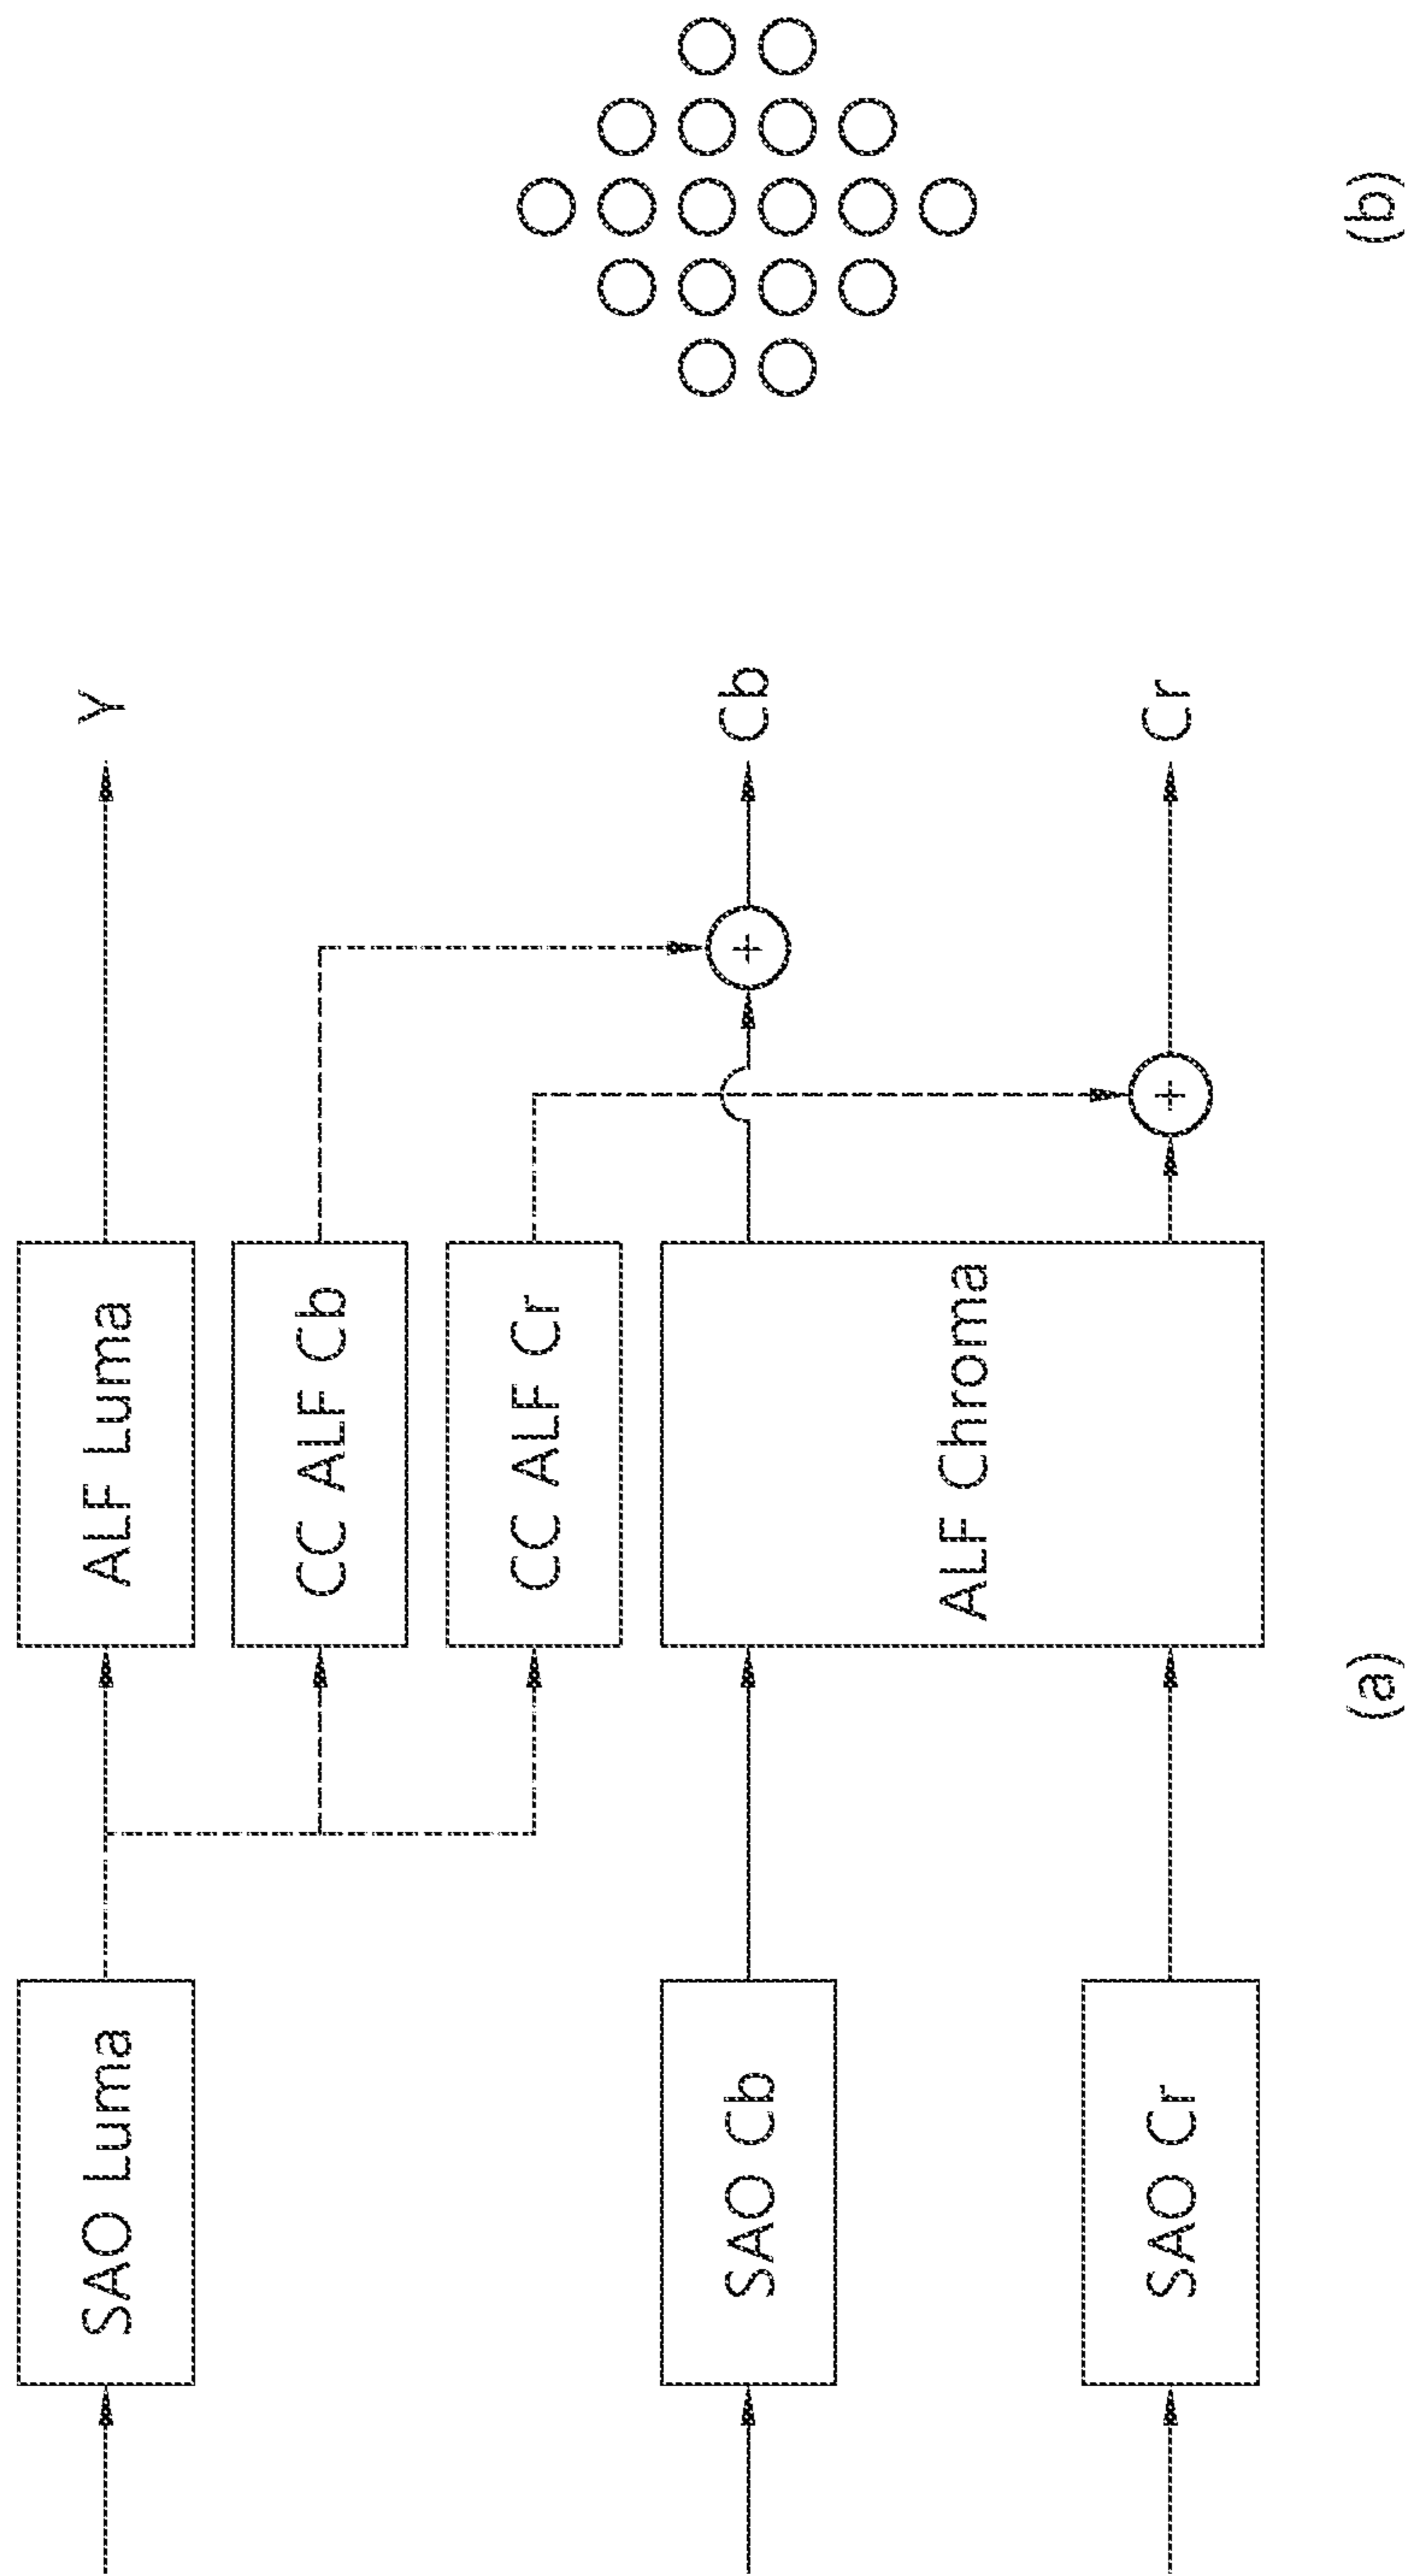 SAO Luma
ALF Luma
Y
CC ALF Cb
CC ALF Cr
SAO Cb
ALF Chroma
+
Cb
SAO Cr
+
Cr
(a)
(b)